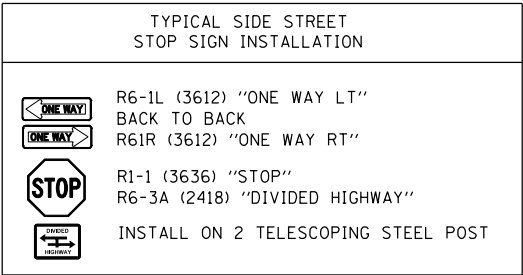 TYPICAL SIDE STREET
STOP SIGN INSTALLATION
ONE WAY
R6-1L (3612) "ONE WAY LT"
BACK TO BACK
ONE WAY
R61R (3612) "ONE WAY RT"
STOP
R1-1 (3636) "STOP"
R6-3A (2418) "DIVIDED HIGHWAY"
DIVIDED
HIGHWAY
INSTALL ON 2 TELESCOPING STEEL POST